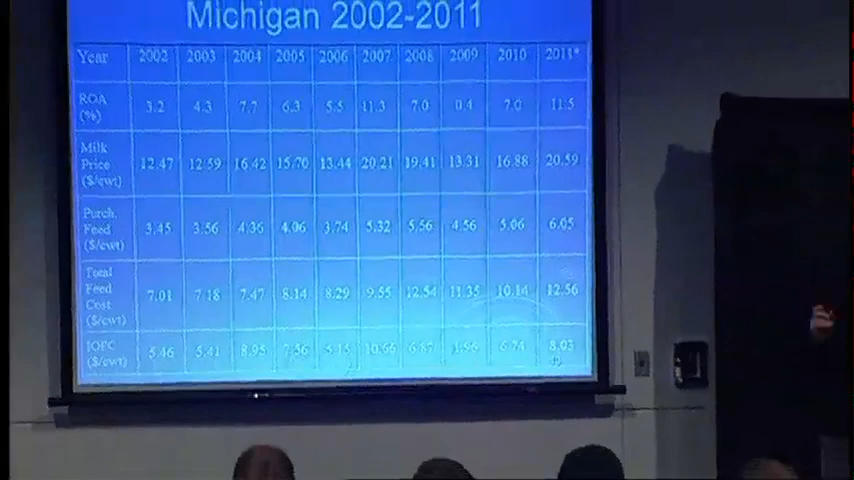 Michigan 2002-2011
Year 2002 2003 2004 2005 2006 2007 2008 2009 2010 2011*
ROA
(%) 3.2 4.3 7.7 6.3 5.5 11.3 7.0 0.4 7.0 11.5
Milk
Price
($/cwt) 12.47 12.59 16.42 15.70 13.44 20.21 19.41 13.31 16.88 20.59
Purch.
Feed
($/cwt) 3.45 3.56 4.36 4.06 3.74 5.32 5.56 4.56 5.06 6.05
Total
Feed
Cost
($/cwt) 7.01 7.18 7.47 8.14 8.29 9.55 12.54 11.35 10.14 12.56
IOFC
($/cwt) 5.46 5.41 8.95 7.56 5.15 10.66 6.87 1.96 6.74 8.03